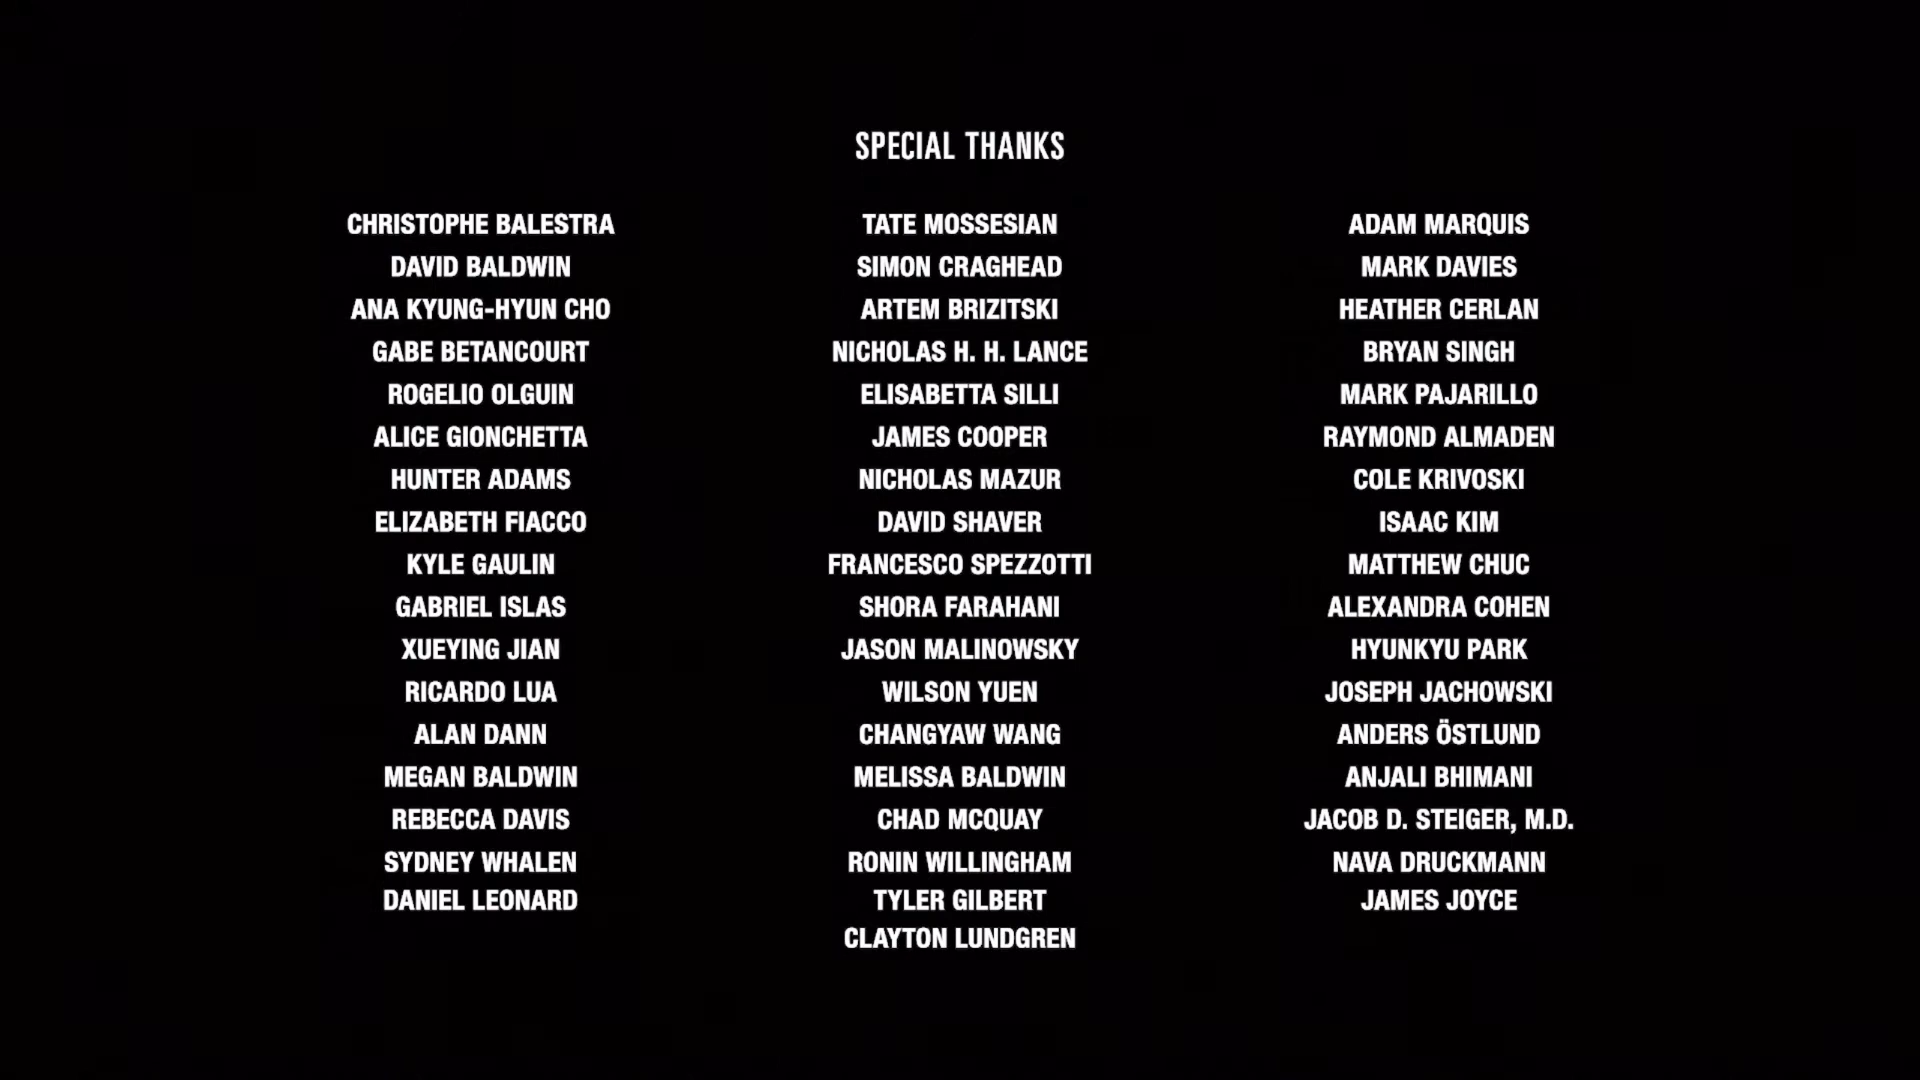 SPECIAL THANKS
CHRISTOPHE BALESTRA
DAVID BALDWIN
ANA KYUNG-HYUN CHO
GABE BETANCOURT
ROGELIO OLGUIN
ALICE GIONCHETTA
HUNTER ADAMS
ELIZABETH FIACCO
KYLE GAULIN
GABRIEL ISLAS
XUEYING JIAN
RICARDO LUA
ALAN DANN
MEGAN BALDWIN
REBECCA DAVIS
SYDNEY WHALEN
DANIEL LEONARD
TATE MOSSESIAN
SIMON CRAGHEAD
ARTEM BRIZITSKI
NICHOLAS H. H. LANCE
ELISABETTA SILLI
JAMES COOPER
NICHOLAS MAZUR
DAVID SHAVER
FRANCESCO SPEZZOTTI
SHORA FARAHANI
JASON MALINOWSKY
WILSON YUEN
CHANGYAW WANG
MELISSA BALDWIN
CHAD MCQUAY
RONIN WILLINGHAM
TYLER GILBERT
CLAYTON LUNDGREN
ADAM MARQUIS
MARK DAVIES
HEATHER CERLAN
BRYAN SINGH
MARK PAJARILLO
RAYMOND ALMADEN
COLE KRIVOSKI
ISAAC KIM
MATTHEW CHUC
ALEXANDRA COHEN
HYUNKYU PARK
JOSEPH JACHOWSKI
ANDERS ÖSTLUND
ANJALI BHIMANI
JACOB D. STEIGER, M.D.
NAVA DRUCKMANN
JAMES JOYCE